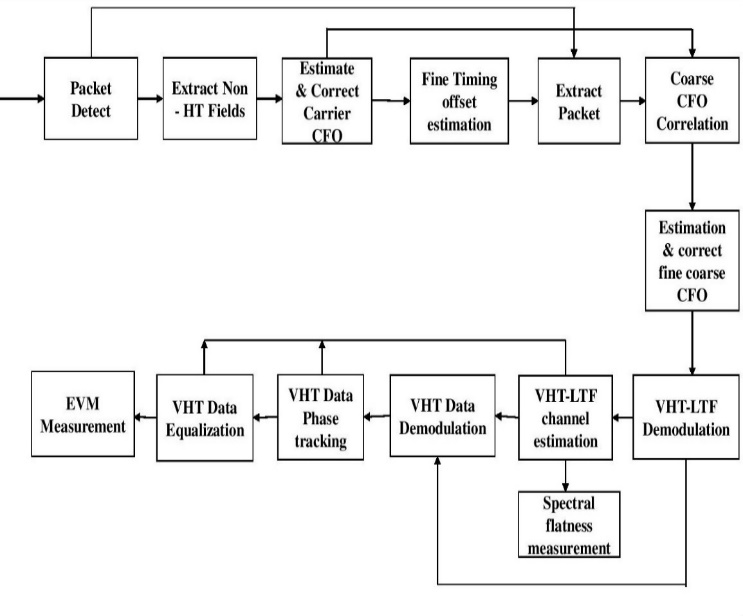 Packet
Detect
Extract Non
- HT Fields
Estimate
& Correct
Carrier
CFO
Fine Timing
offset
estimation
Extract
Packet
Coarse
CFO
Correlation
Estimation
& correct
fine coarse
CFO
EVM
Measurement
VHT Data
Equalization
VHT Data
Phase
tracking
VHT Data
Demodulation
VHT-LTF
channel
estimation
VHT-LTF
Demodulation
Spectral
flatness
measurement